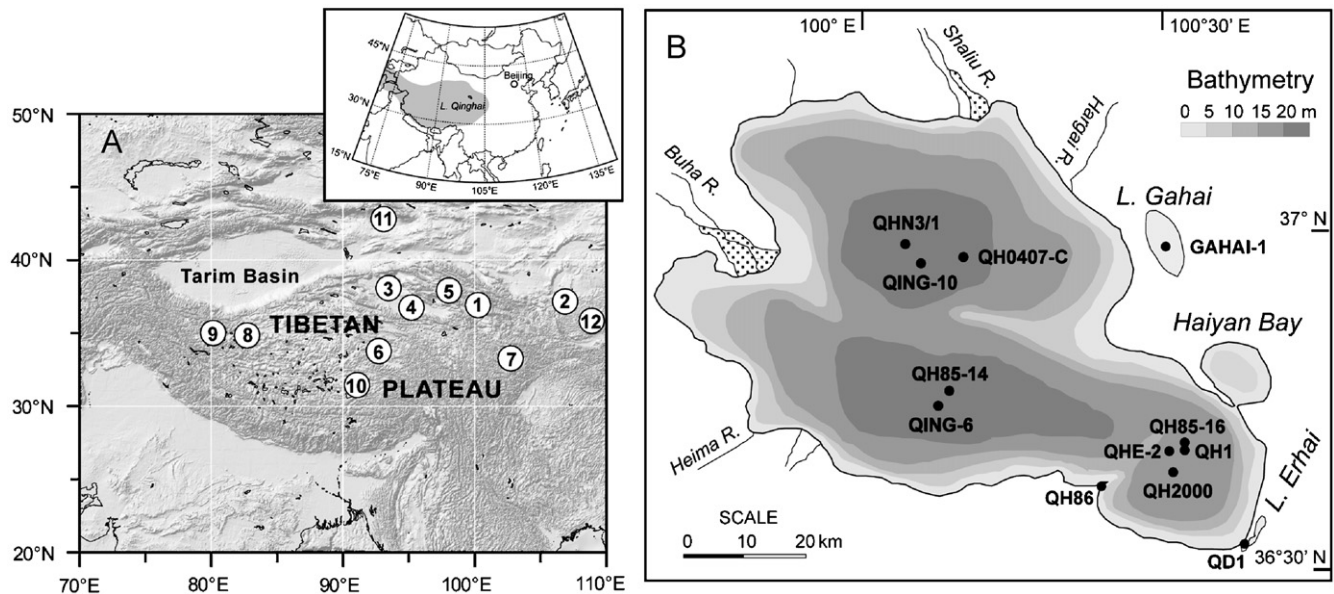 A
50°N
40°N
30°N
20°N
70°E
80°E
90°E
100°E
110°E
Tarim Basin
TIBETAN
PLATEAU
11
3
5
1
2
4
12
9
8
6
7
10
45°N
30°N
15°N
75°E
90°E
105°E
120°E
135°E
Beijing
L. Qinghai
B
100° E
100°30' E
37° N
36°30' N
Shaliu R.
Hargai R.
Buha R.
Heima R.
Bathymetry
0 5 10 15 20 m
L. Gahai
GAHAI-1
Haiyan Bay
L. Erhai
QHN3/1
QH0407-C
QING-10
QH85-14
QING-6
QH85-16
QHE-2
QH1
QH2000
QH86
QD1
SCALE
0 10 20 km